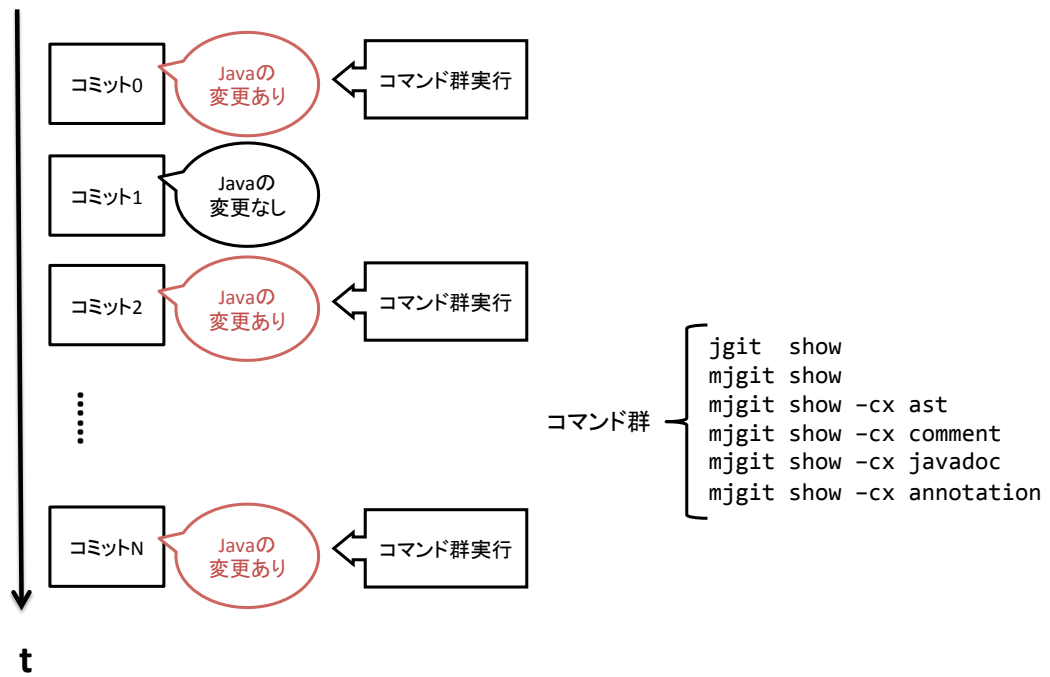 コミット0
Javaの
変更あり
コマンド群実行
コミット1
Javaの
変更なし
コミット2
Javaの
変更あり
コマンド群実行
……
コマンド群
jgit  show
mjgit show
mjgit show –cx ast
mjgit show –cx comment
mjgit show –cx javadoc
mjgit show –cx annotation
コミットN
Javaの
変更あり
コマンド群実行
t